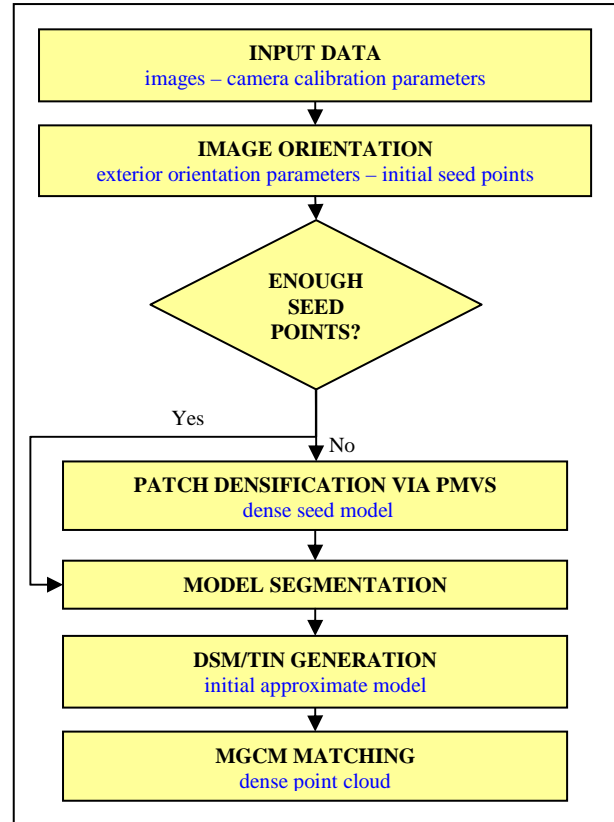 INPUT DATA
images – camera calibration parameters
IMAGE ORIENTATION
exterior orientation parameters – initial seed points
ENOUGH
SEED
POINTS?
Yes
No
PATCH DENSIFICATION VIA PMVS
dense seed model
MODEL SEGMENTATION
DSM/TIN GENERATION
initial approximate model
MGCM MATCHING
dense point cloud